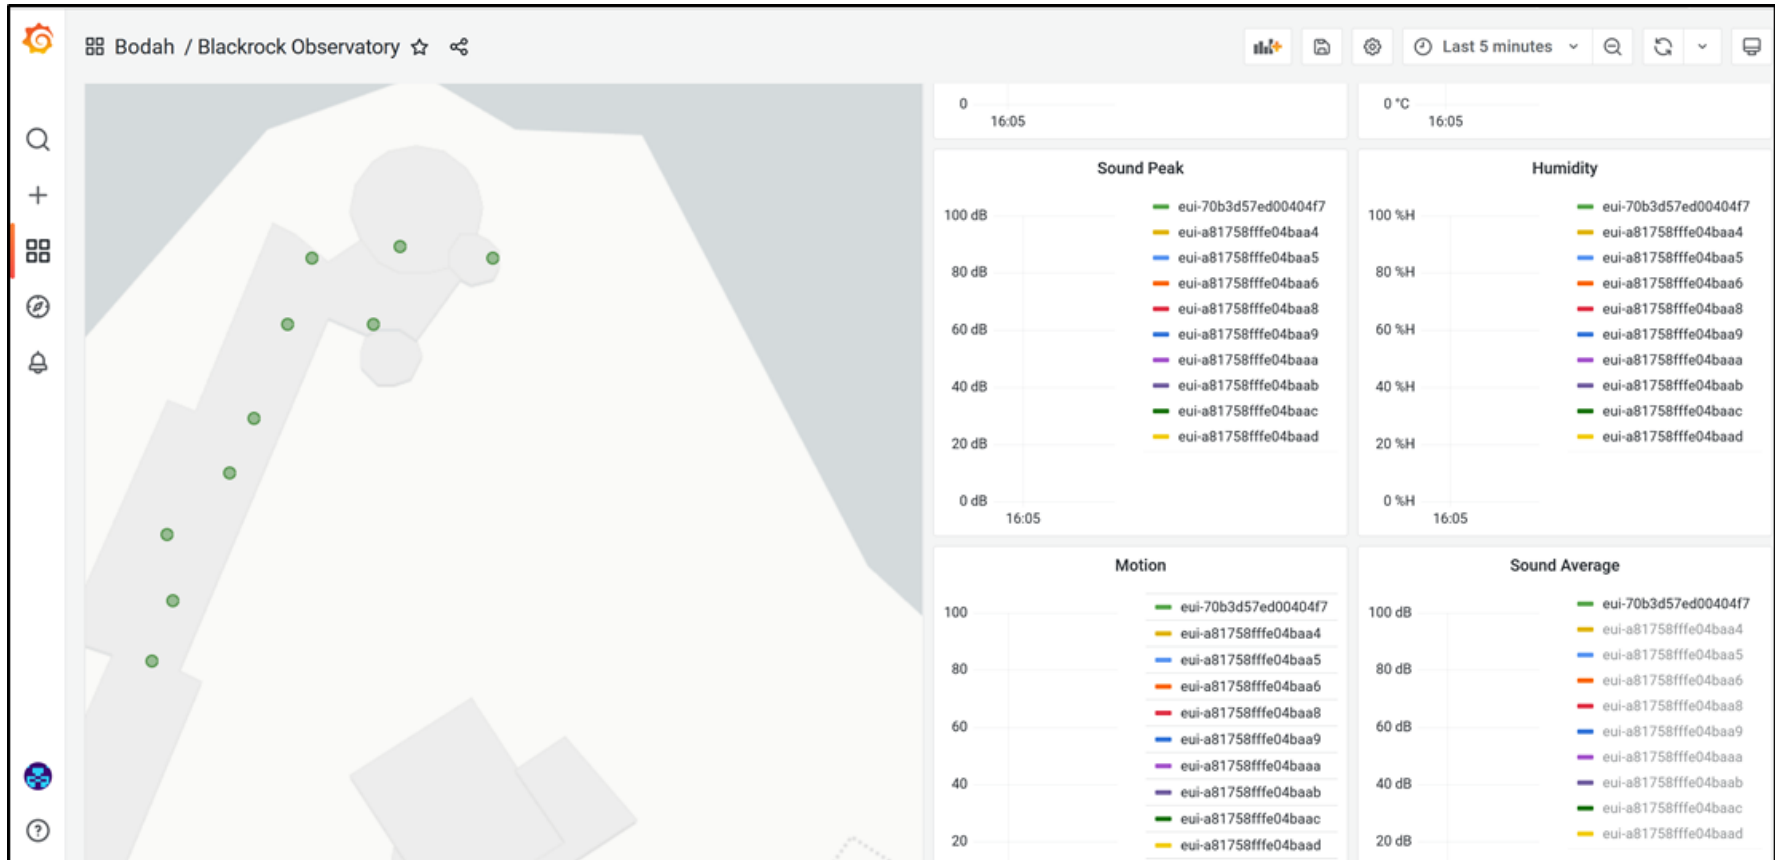 Bodah / Blackrock Observatory
Last 5 minutes
0
16:05
0 °C
16:05
Sound Peak
100 dB
80 dB
60 dB
40 dB
20 dB
0 dB
16:05
eui-70b3d57ed00404f7
eui-a81758fffe04baa4
eui-a81758fffe04baa5
eui-a81758fffe04baa6
eui-a81758fffe04baa8
eui-a81758fffe04baa9
eui-a81758fffe04baaa
eui-a81758fffe04baab
eui-a81758fffe04baac
eui-a81758fffe04baad
Humidity
100 %H
80 %H
60 %H
40 %H
20 %H
0 %H
16:05
eui-70b3d57ed00404f7
eui-a81758fffe04baa4
eui-a81758fffe04baa5
eui-a81758fffe04baa6
eui-a81758fffe04baa8
eui-a81758fffe04baa9
eui-a81758fffe04baaa
eui-a81758fffe04baab
eui-a81758fffe04baac
eui-a81758fffe04baad
Motion
100
80
60
40
20
eui-70b3d57ed00404f7
eui-a81758fffe04baa4
eui-a81758fffe04baa5
eui-a81758fffe04baa6
eui-a81758fffe04baa8
eui-a81758fffe04baa9
eui-a81758fffe04baaa
eui-a81758fffe04baab
eui-a81758fffe04baac
eui-a81758fffe04baad
Sound Average
100 dB
80 dB
60 dB
40 dB
20 dB
eui-70b3d57ed00404f7
eui-a81758fffe04baa4
eui-a81758fffe04baa5
eui-a81758fffe04baa6
eui-a81758fffe04baa8
eui-a81758fffe04baa9
eui-a81758fffe04baaa
eui-a81758fffe04baab
eui-a81758fffe04baac
eui-a81758fffe04baad